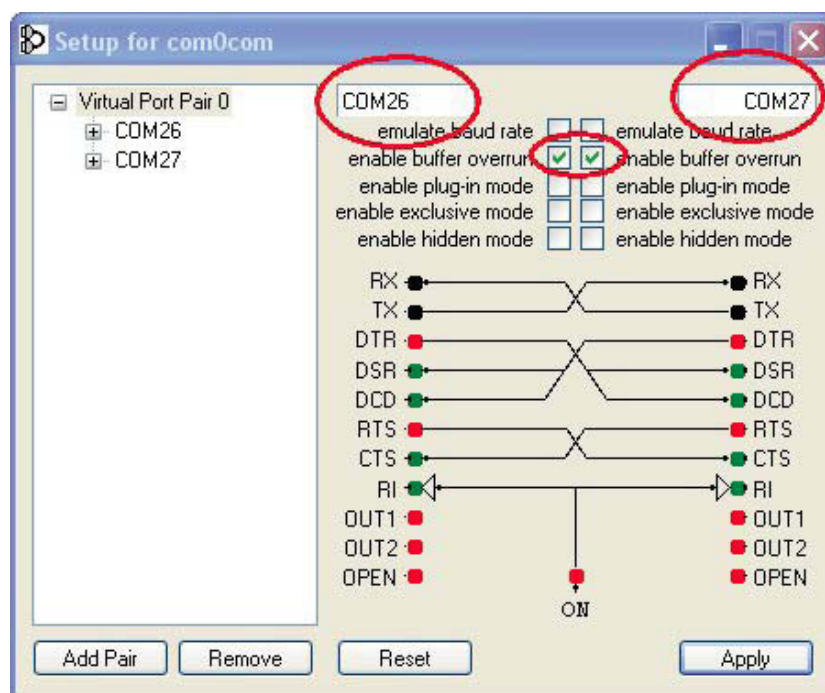 Setup for com0com
Virtual Port Pair 0
COM26
COM27
COM26 COM27
emulate baud rate emulate baud rate
enable buffer overrun enable buffer overrun
enable plug-in mode enable plug-in mode
enable exclusive mode enable exclusive mode
enable hidden mode enable hidden mode
RX RX
TX TX
DTR DTR
DSR DSR
DCD DCD
RTS RTS
CTS CTS
RI RI
OUT1 OUT1
OUT2 OUT2
OPEN OPEN
ON
Add Pair Remove Reset Apply